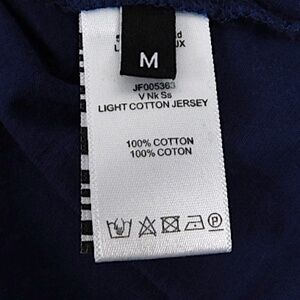 M
JF005363
V Nk Ss
LIGHT COTTON JERSEY
100% COTTON
100% COTON
P